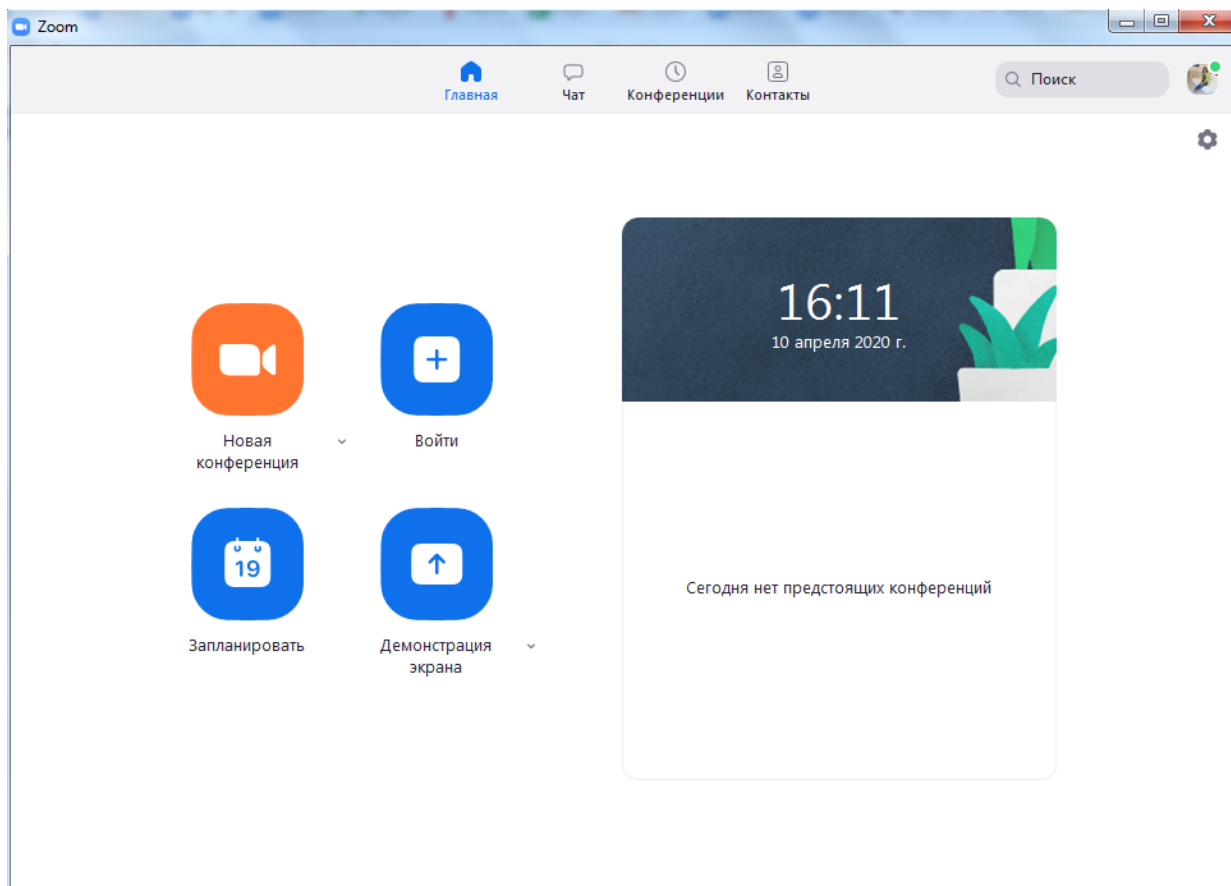 Zoom
Главная
Чат
Конференции
Контакты
Поиск
16:11
10 апреля 2020 г.
Новая
конференция
Войти
19
Запланировать
Демонстрация
экрана
Сегодня нет предстоящих конференций